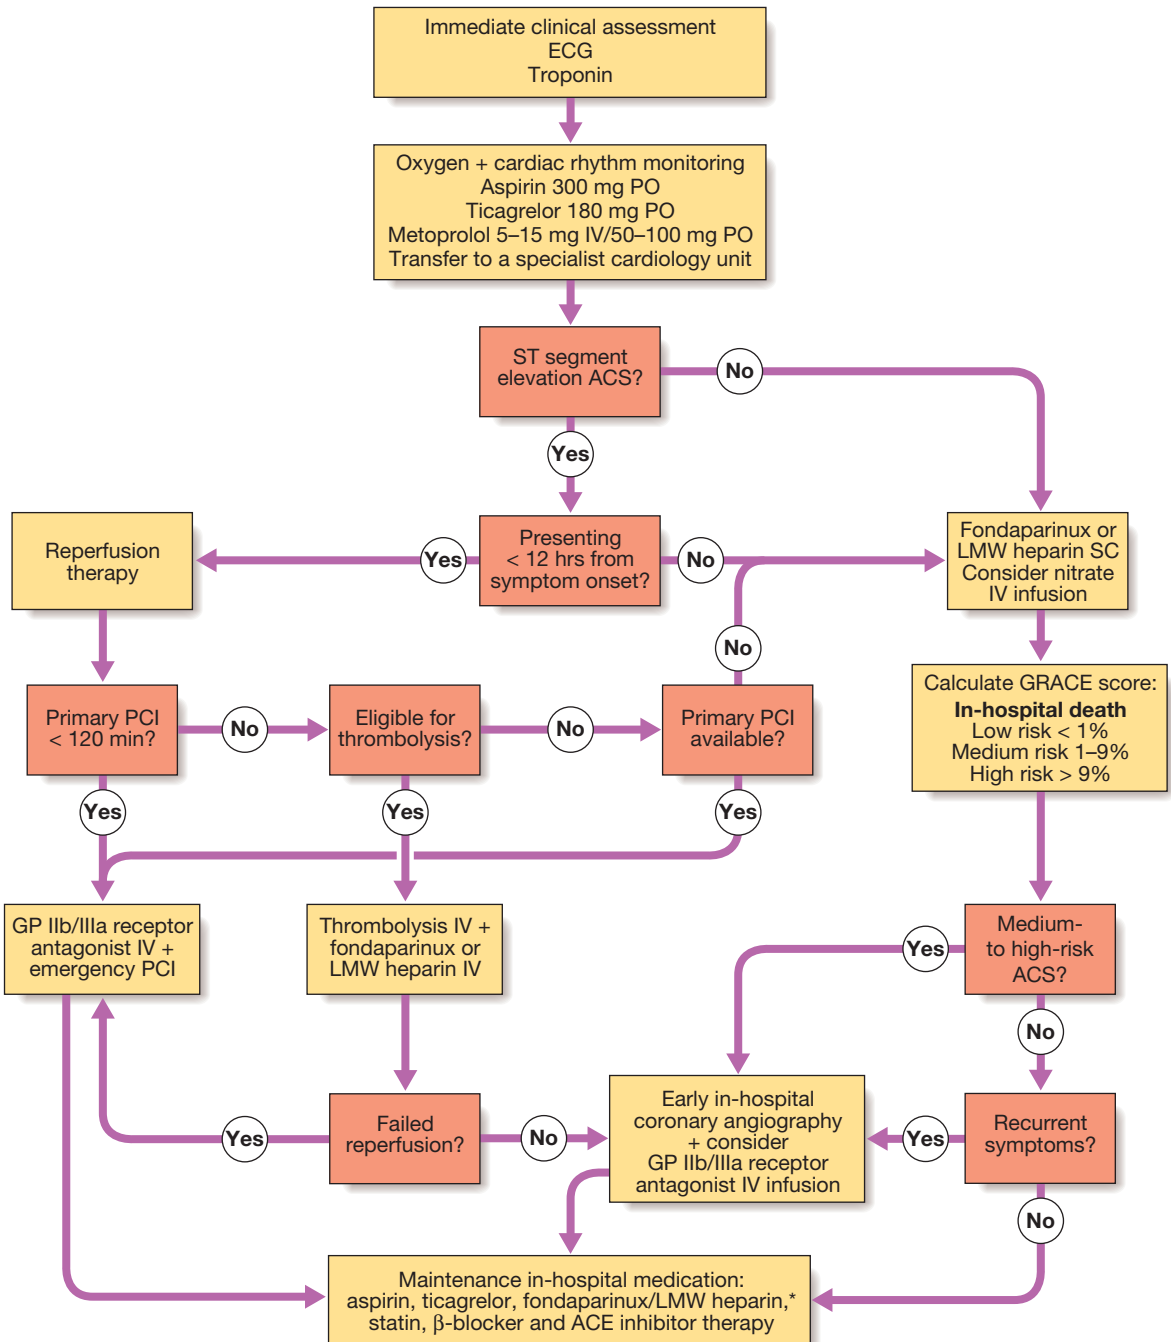 Immediate clinical assessment
ECG
Troponin
Oxygen + cardiac rhythm monitoring
Aspirin 300 mg PO
Ticagrelor 180 mg PO
Metoprolol 5–15 mg IV/50–100 mg PO
Transfer to a specialist cardiology unit
ST segment
elevation ACS?
No
Yes
Reperfusion
therapy
Yes
Presenting
< 12 hrs from
symptom onset?
No
Fondaparinux or
LMW heparin SC
Consider nitrate
IV infusion
No
Primary PCI
< 120 min?
No
Eligible for
thrombolysis?
No
Primary PCI
available?
Calculate GRACE score:
In-hospital death
Low risk < 1%
Medium risk 1–9%
High risk > 9%
Yes
Yes
Yes
GP IIb/IIIa receptor
antagonist IV +
emergency PCI
Thrombolysis IV +
fondaparinux or
LMW heparin IV
Yes
Medium-
to high-risk
ACS?
No
Yes
Failed
reperfusion?
No
Early in-hospital
coronary angiography
+ consider
GP IIb/IIIa receptor
antagonist IV infusion
Yes
Recurrent
symptoms?
No
Maintenance in-hospital medication:
aspirin, ticagrelor, fondaparinux/LMW heparin,*
statin, β-blocker and ACE inhibitor therapy